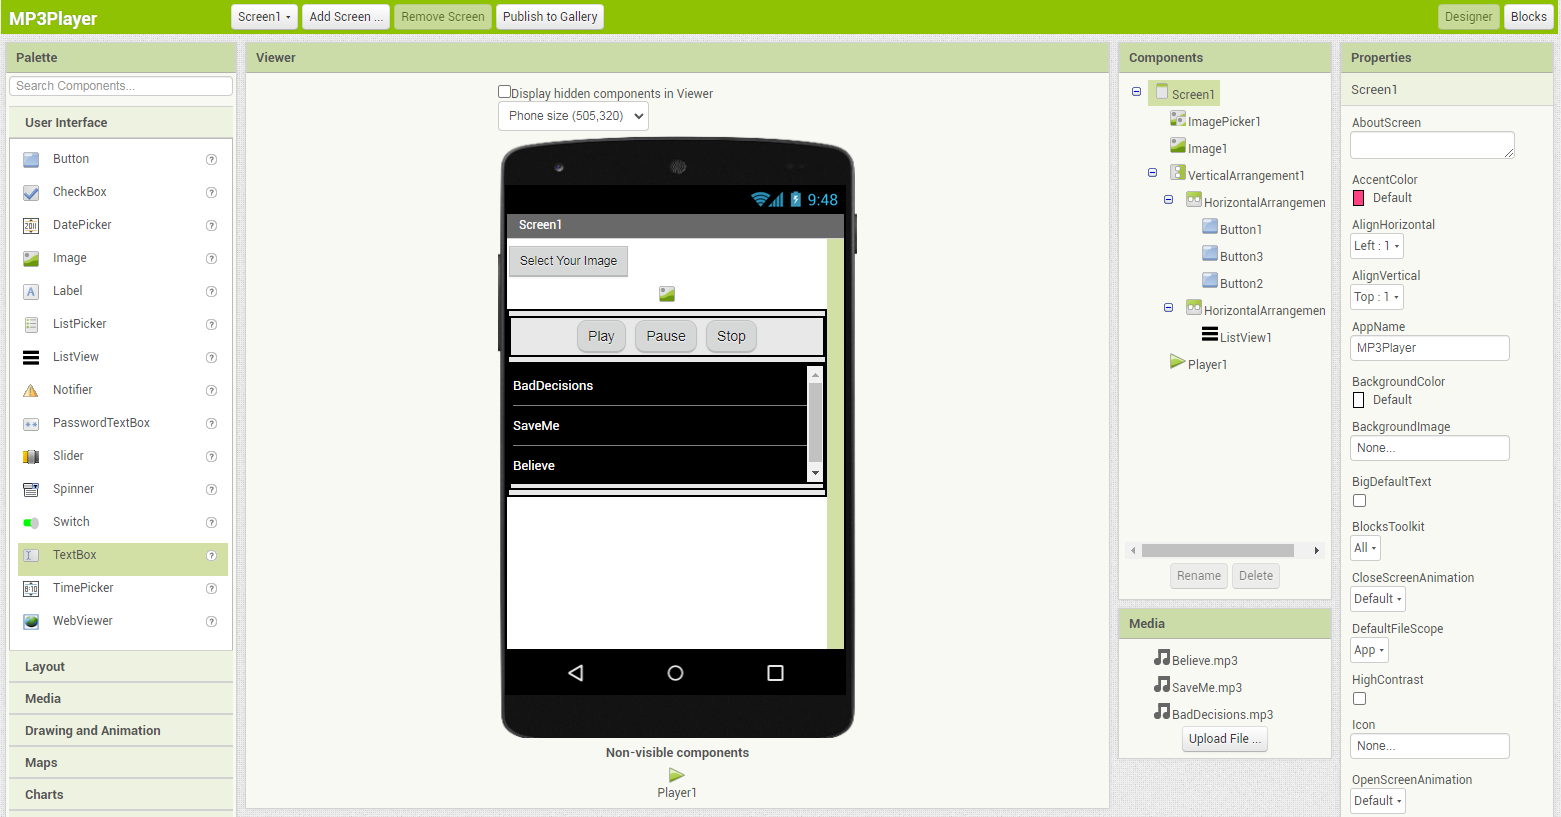 MP3Player
Screen1
Add Screen ...
Remove Screen
Publish to Gallery
Designer
Blocks
Palette
Search Components...
User Interface
Button
CheckBox
DatePicker
Image
Label
ListPicker
ListView
Notifier
PasswordTextBox
Slider
Spinner
Switch
TextBox
TimePicker
WebViewer
Layout
Media
Drawing and Animation
Maps
Charts
Viewer
Display hidden components in Viewer
Phone size (505,320)
9:48
Screen1
Select Your Image
Play Pause Stop
BadDecisions
SaveMe
Believe
Non-visible components
Player1
Components
Screen1
ImagePicker1
Image1
VerticalArrangement1
HorizontalArrangemen
Button1
Button3
Button2
HorizontalArrangemen
ListView1
Player1
Rename
Delete
Media
Believe.mp3
SaveMe.mp3
BadDecisions.mp3
Upload File ...
Properties
Screen1
AboutScreen
AccentColor
Default
AlignHorizontal
Left : 1
AlignVertical
Top : 1
AppName
MP3Player
BackgroundColor
Default
BackgroundImage
None...
BigDefaultText
BlocksToolkit
All
CloseScreenAnimation
Default
DefaultFileScope
App
HighContrast
Icon
None...
OpenScreenAnimation
Default